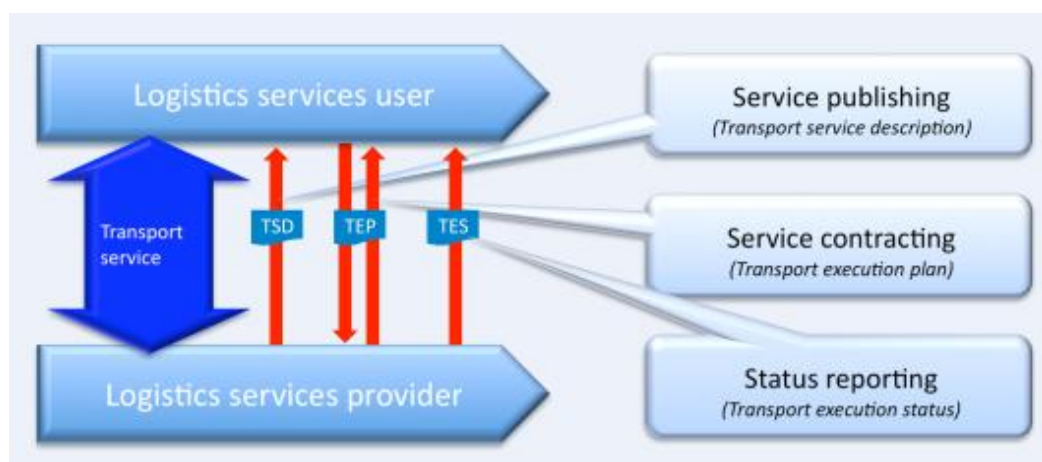 Logistics services user
Transport
service
TSD
TEP
TES
Logistics services provider
Service publishing
(Transport service description)
Service contracting
(Transport execution plan)
Status reporting
(Transport execution status)